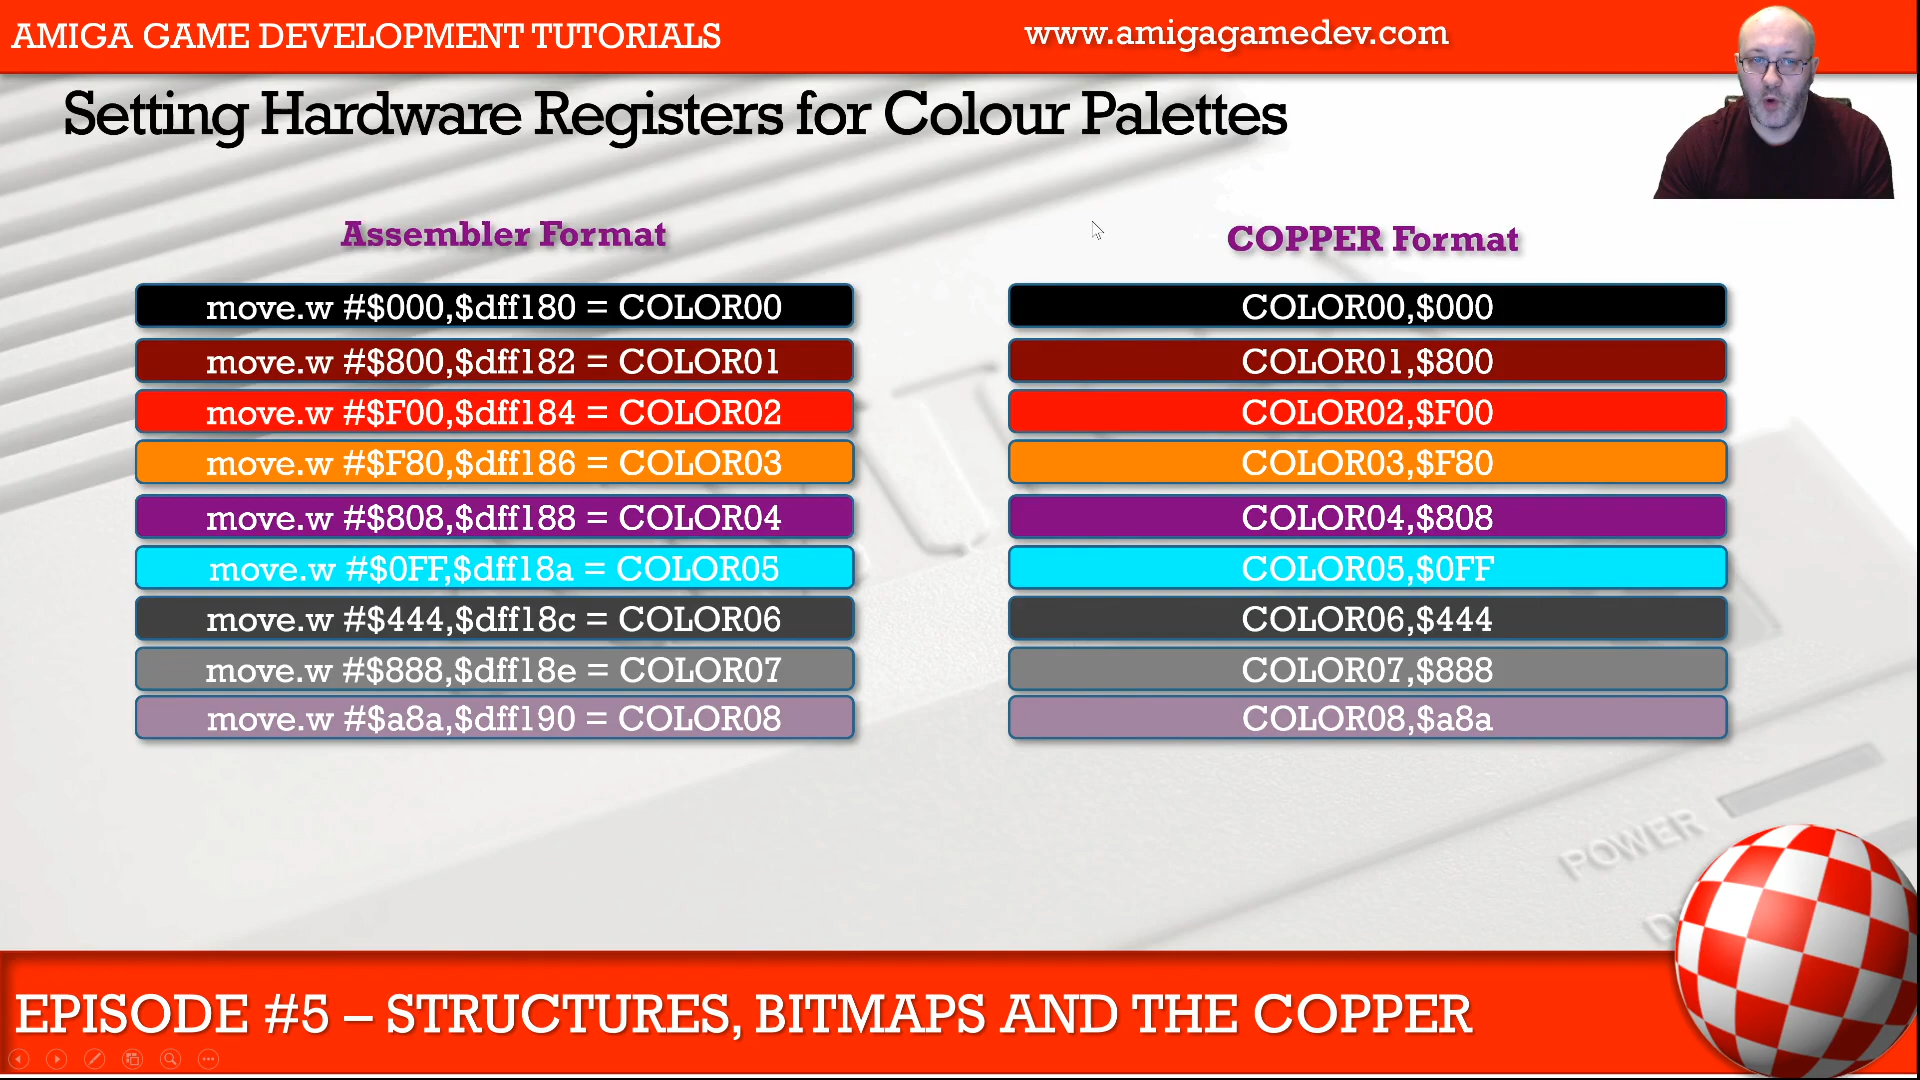 AMIGA GAME DEVELOPMENT TUTORIALS
www.amigagamedev.com
Setting Hardware Registers for Colour Palettes
Assembler Format
move.w #$000,$dff180 = COLOR00
move.w #$800,$dff182 = COLOR01
move.w #$F00,$dff184 = COLOR02
move.w #$F80,$dff186 = COLOR03
move.w #$808,$dff188 = COLOR04
move.w #$0FF,$dff18a = COLOR05
move.w #$444,$dff18c = COLOR06
move.w #$888,$dff18e = COLOR07
move.w #$a8a,$dff190 = COLOR08
COPPER Format
COLOR00,$000
COLOR01,$800
COLOR02,$F00
COLOR03,$F80
COLOR04,$808
COLOR05,$0FF
COLOR06,$444
COLOR07,$888
COLOR08,$a8a
POWER
EPISODE #5 – STRUCTURES, BITMAPS AND THE COPPER